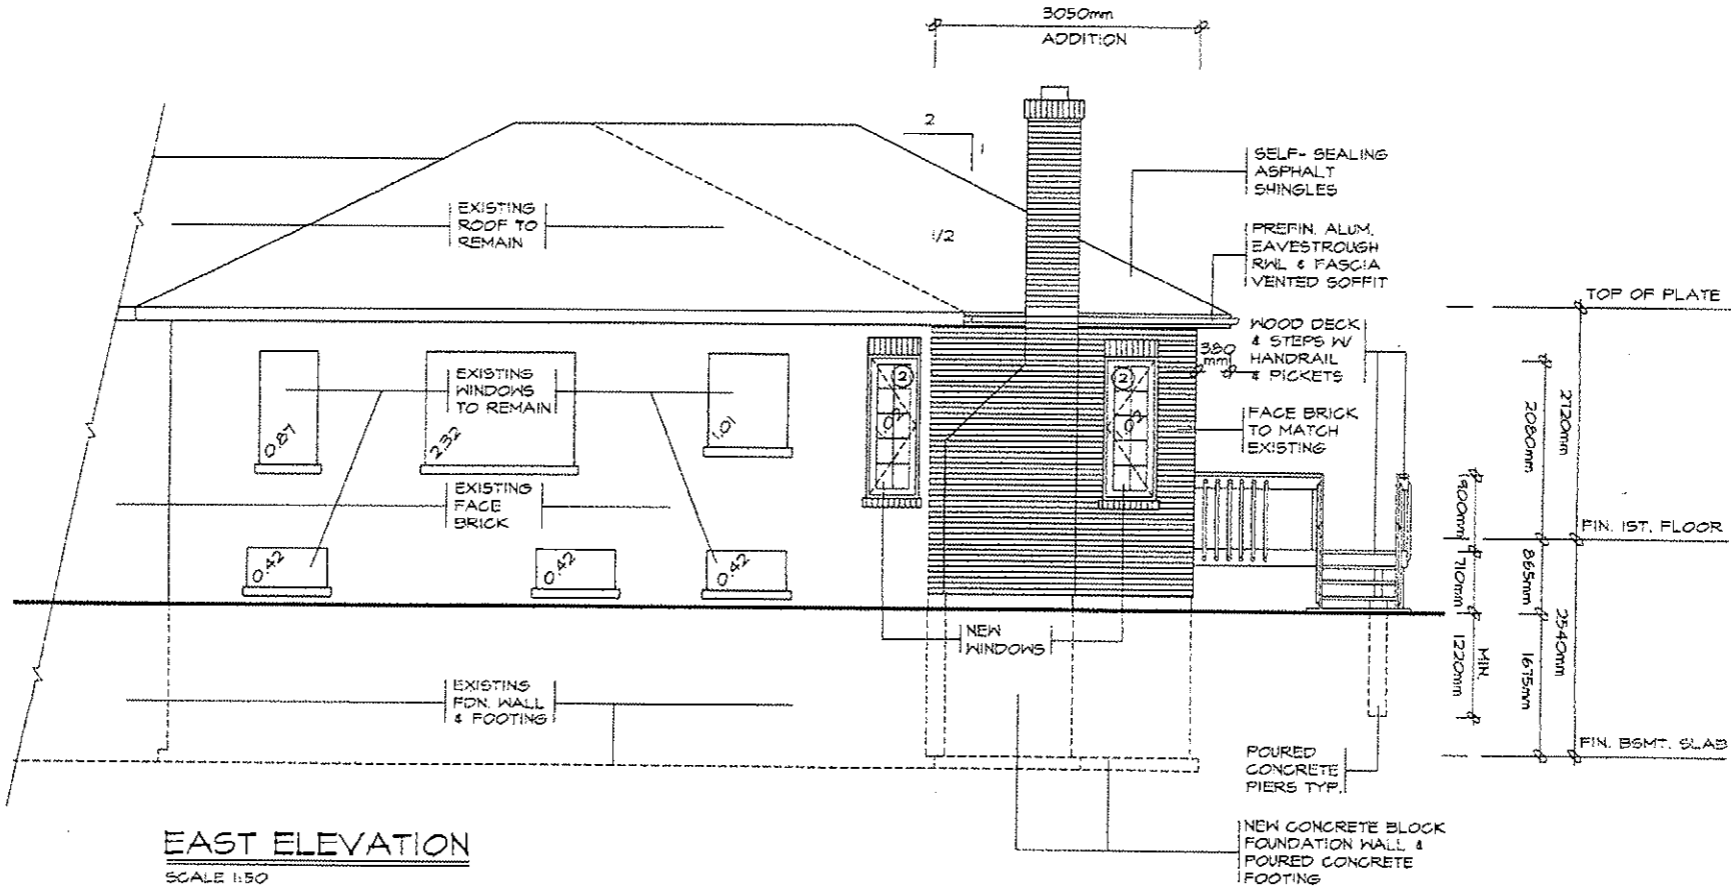 3050mm
ADDITION
2
1
SELF- SEALING
ASPHALT
SHINGLES
EXISTING
ROOF TO
REMAIN
1/2
PREFIN. ALUM.
EAVESTROUGH
RWL & FASCIA
VENTED SOFFIT
TOP OF PLATE
WOOD DECK
& STEPS W/
HANDRAIL
& PICKETS
380
mm
EXISTING
WINDOWS
TO REMAIN
2
2
0.87
2.32
1.01
1.02
1.02
2720mm
2080mm
FACE BRICK
TO MATCH
EXISTING
EXISTING
FACE
BRICK
900mm
FIN. 1ST. FLOOR
0.42
0.42
0.42
710mm
865mm
NEW
WINDOWS
MIN.
1220mm
1675mm
2540mm
EXISTING
FDN. WALL
& FOOTING
FIN. BSMT. SLAB
POURED
CONCRETE
PIERS TYP.
NEW CONCRETE BLOCK
FOUNDATION WALL &
POURED CONCRETE
FOOTING
EAST ELEVATION
SCALE 1:50